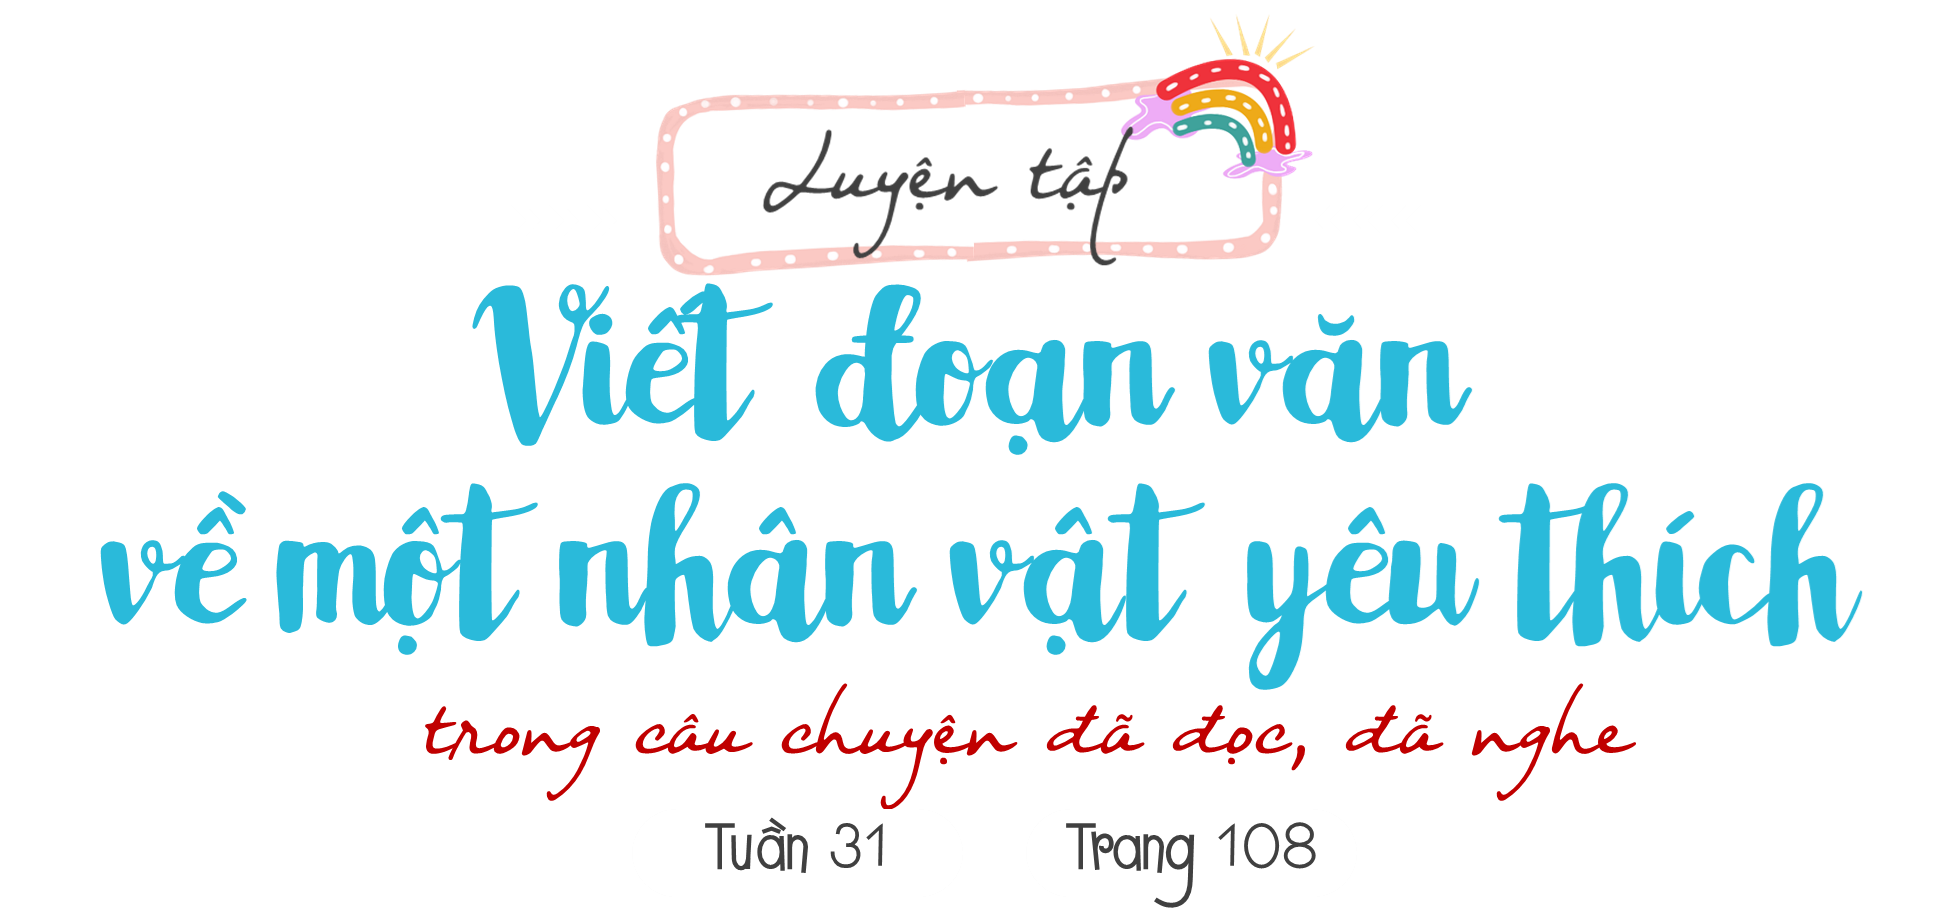 Luyện tập
Viết đoạn văn
về một nhân vật yêu thích
trong câu chuyện đã đọc, đã nghe
Tuần 31 Trang 108